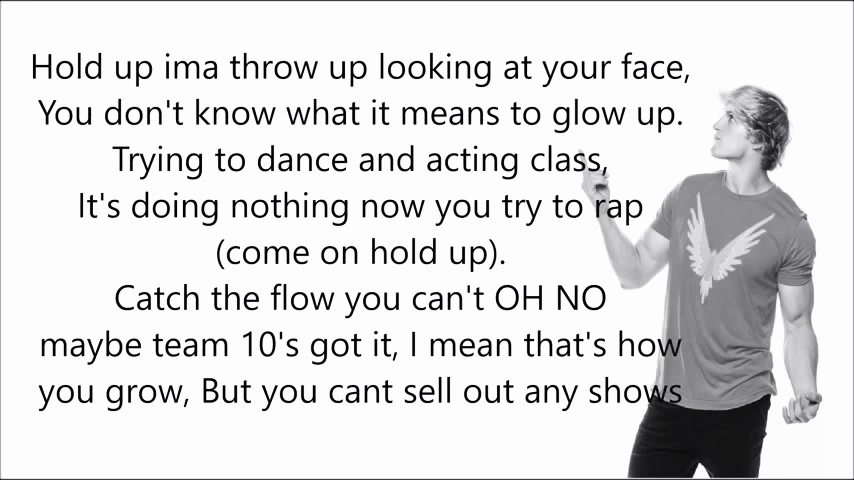 Hold up ima throw up looking at your face,
You don't know what it means to glow up.
Trying to dance and acting class,
It's doing nothing now you try to rap
(come on hold up).
Catch the flow you can't OH NO
maybe team 10's got it, I mean that's how
you grow, But you cant sell out any shows